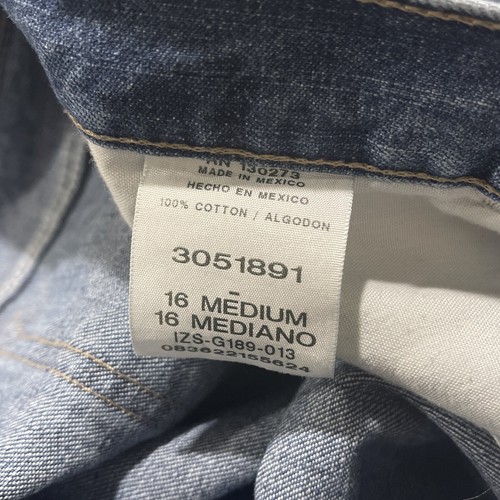 RN 130273
MADE IN MEXICO
HECHO EN MEXICO
100% COTTON / ALGODON
3051891
-
16 MEDIUM
16 MEDIANO
IZS-G189-013
083622155624